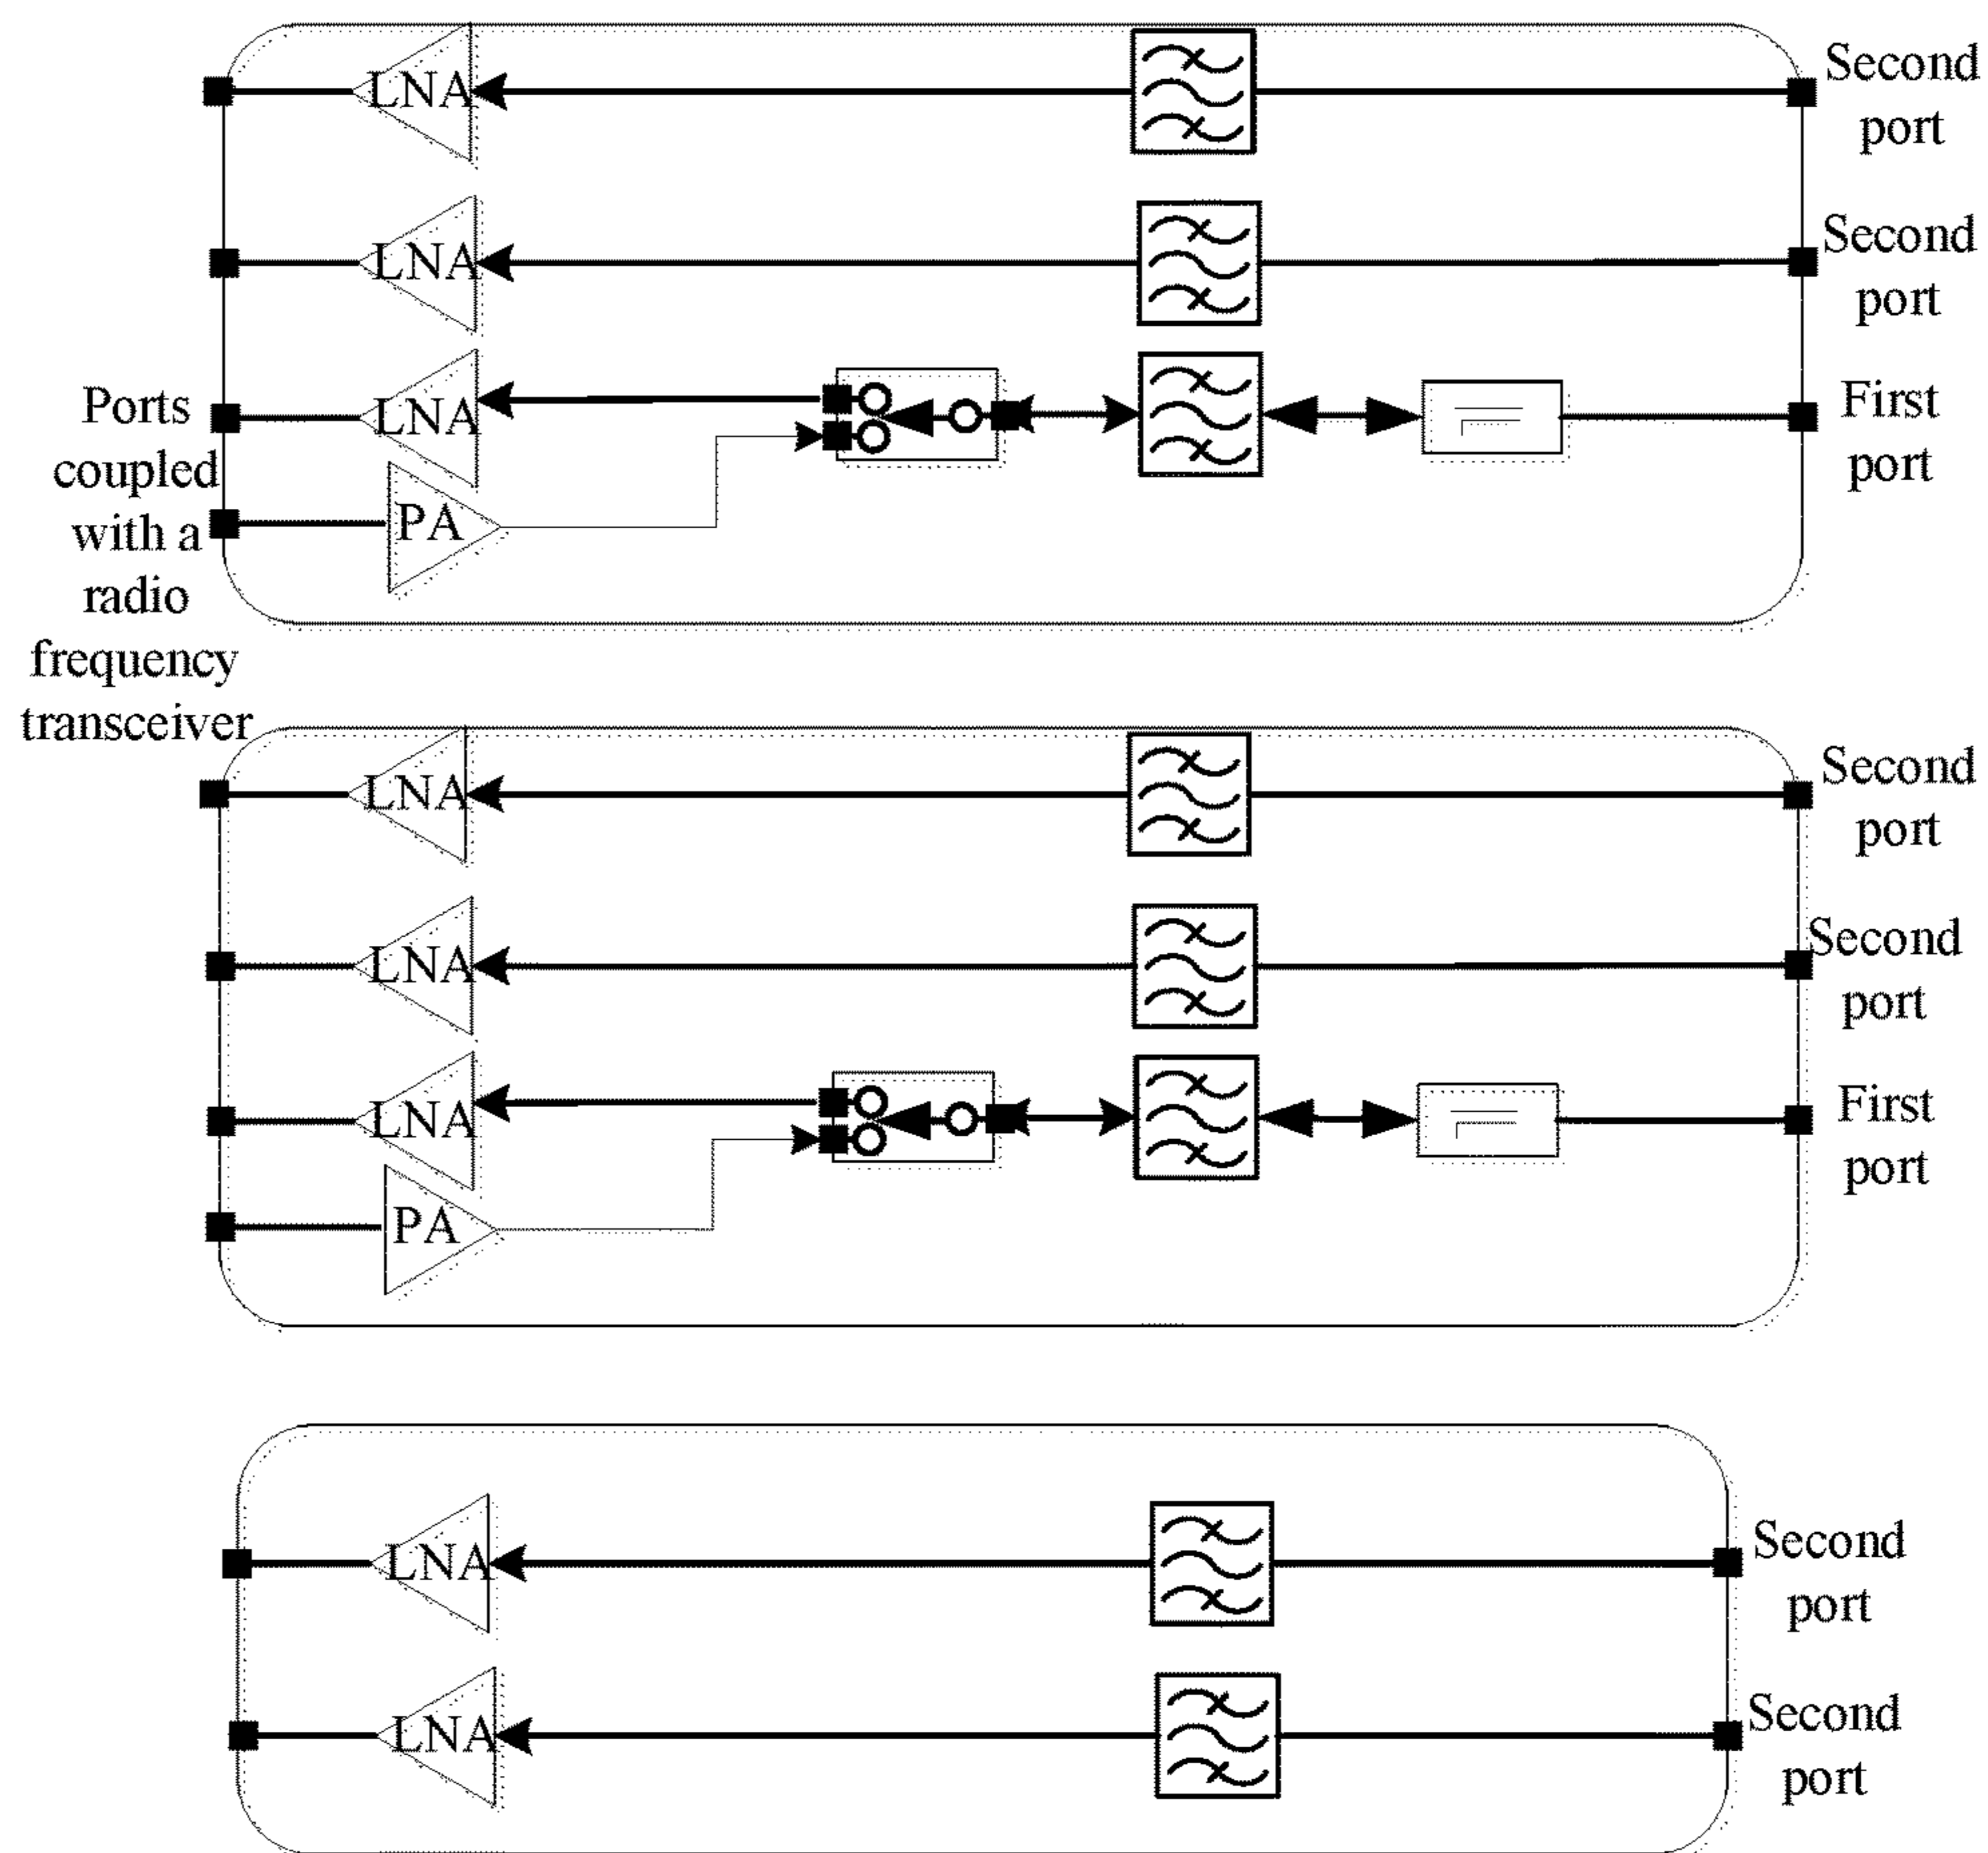 LNA
Second
port
LNA
Second
port
LNA
First
port
PA
Ports
coupled
with a
radio
frequency
transceiver
LNA
Second
port
LNA
Second
port
LNA
First
port
PA
LNA
Second
port
LNA
Second
port